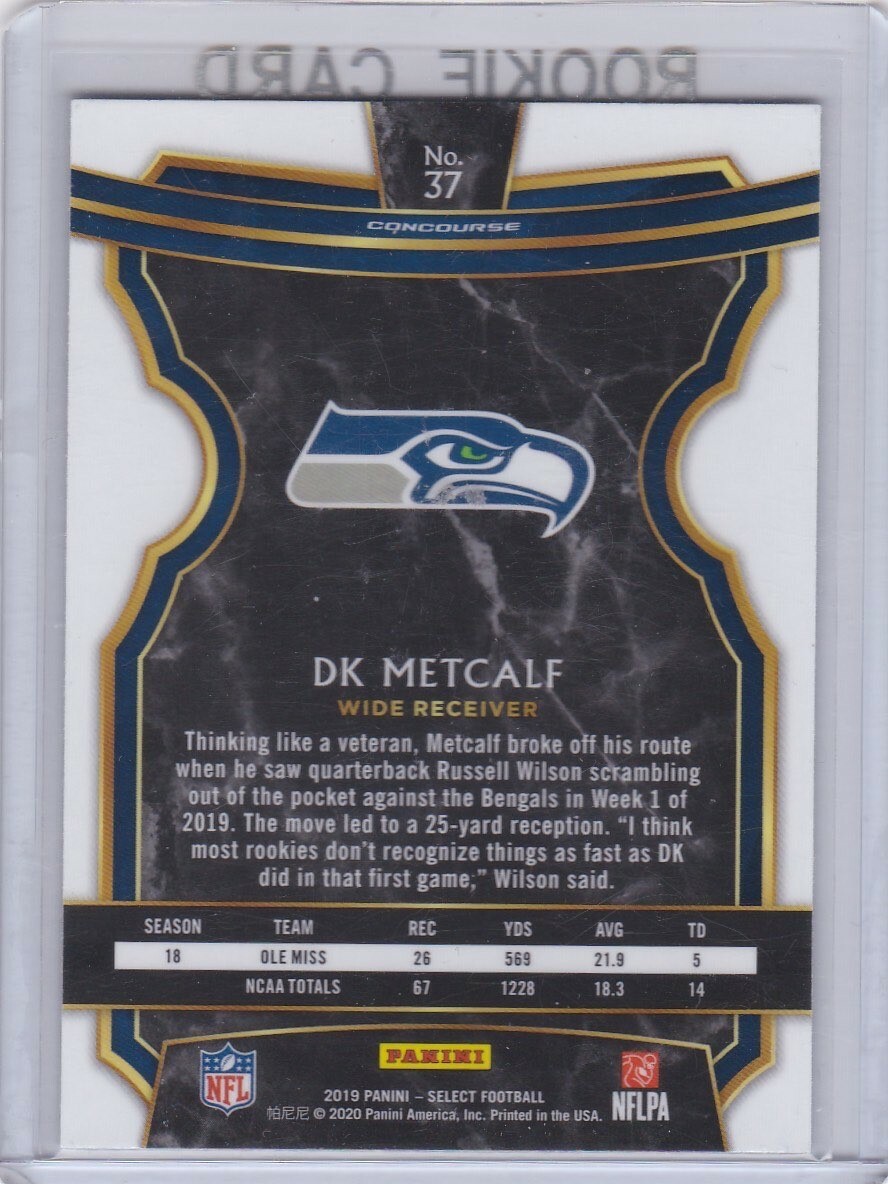 ROOKIE CARD
No.
37
CONCOURSE
DK METCALF
WIDE RECEIVER
Thinking like a veteran, Metcalf broke off his route
when he saw quarterback Russell Wilson scrambling
out of the pocket against the Bengals in Week 1 of
2019. The move led to a 25-yard reception. “I think
most rookies don’t recognize things as fast as DK
did in that first game,” Wilson said.
SEASON TEAM REC YDS AVG TD
18 OLE MISS 26 569 21.9 5
NCAA TOTALS 67 1228 18.3 14
NFL
PANINI
2019 PANINI – SELECT FOOTBALL
帕尼尼 © 2020 Panini America, Inc. Printed in the USA.
NFLPA